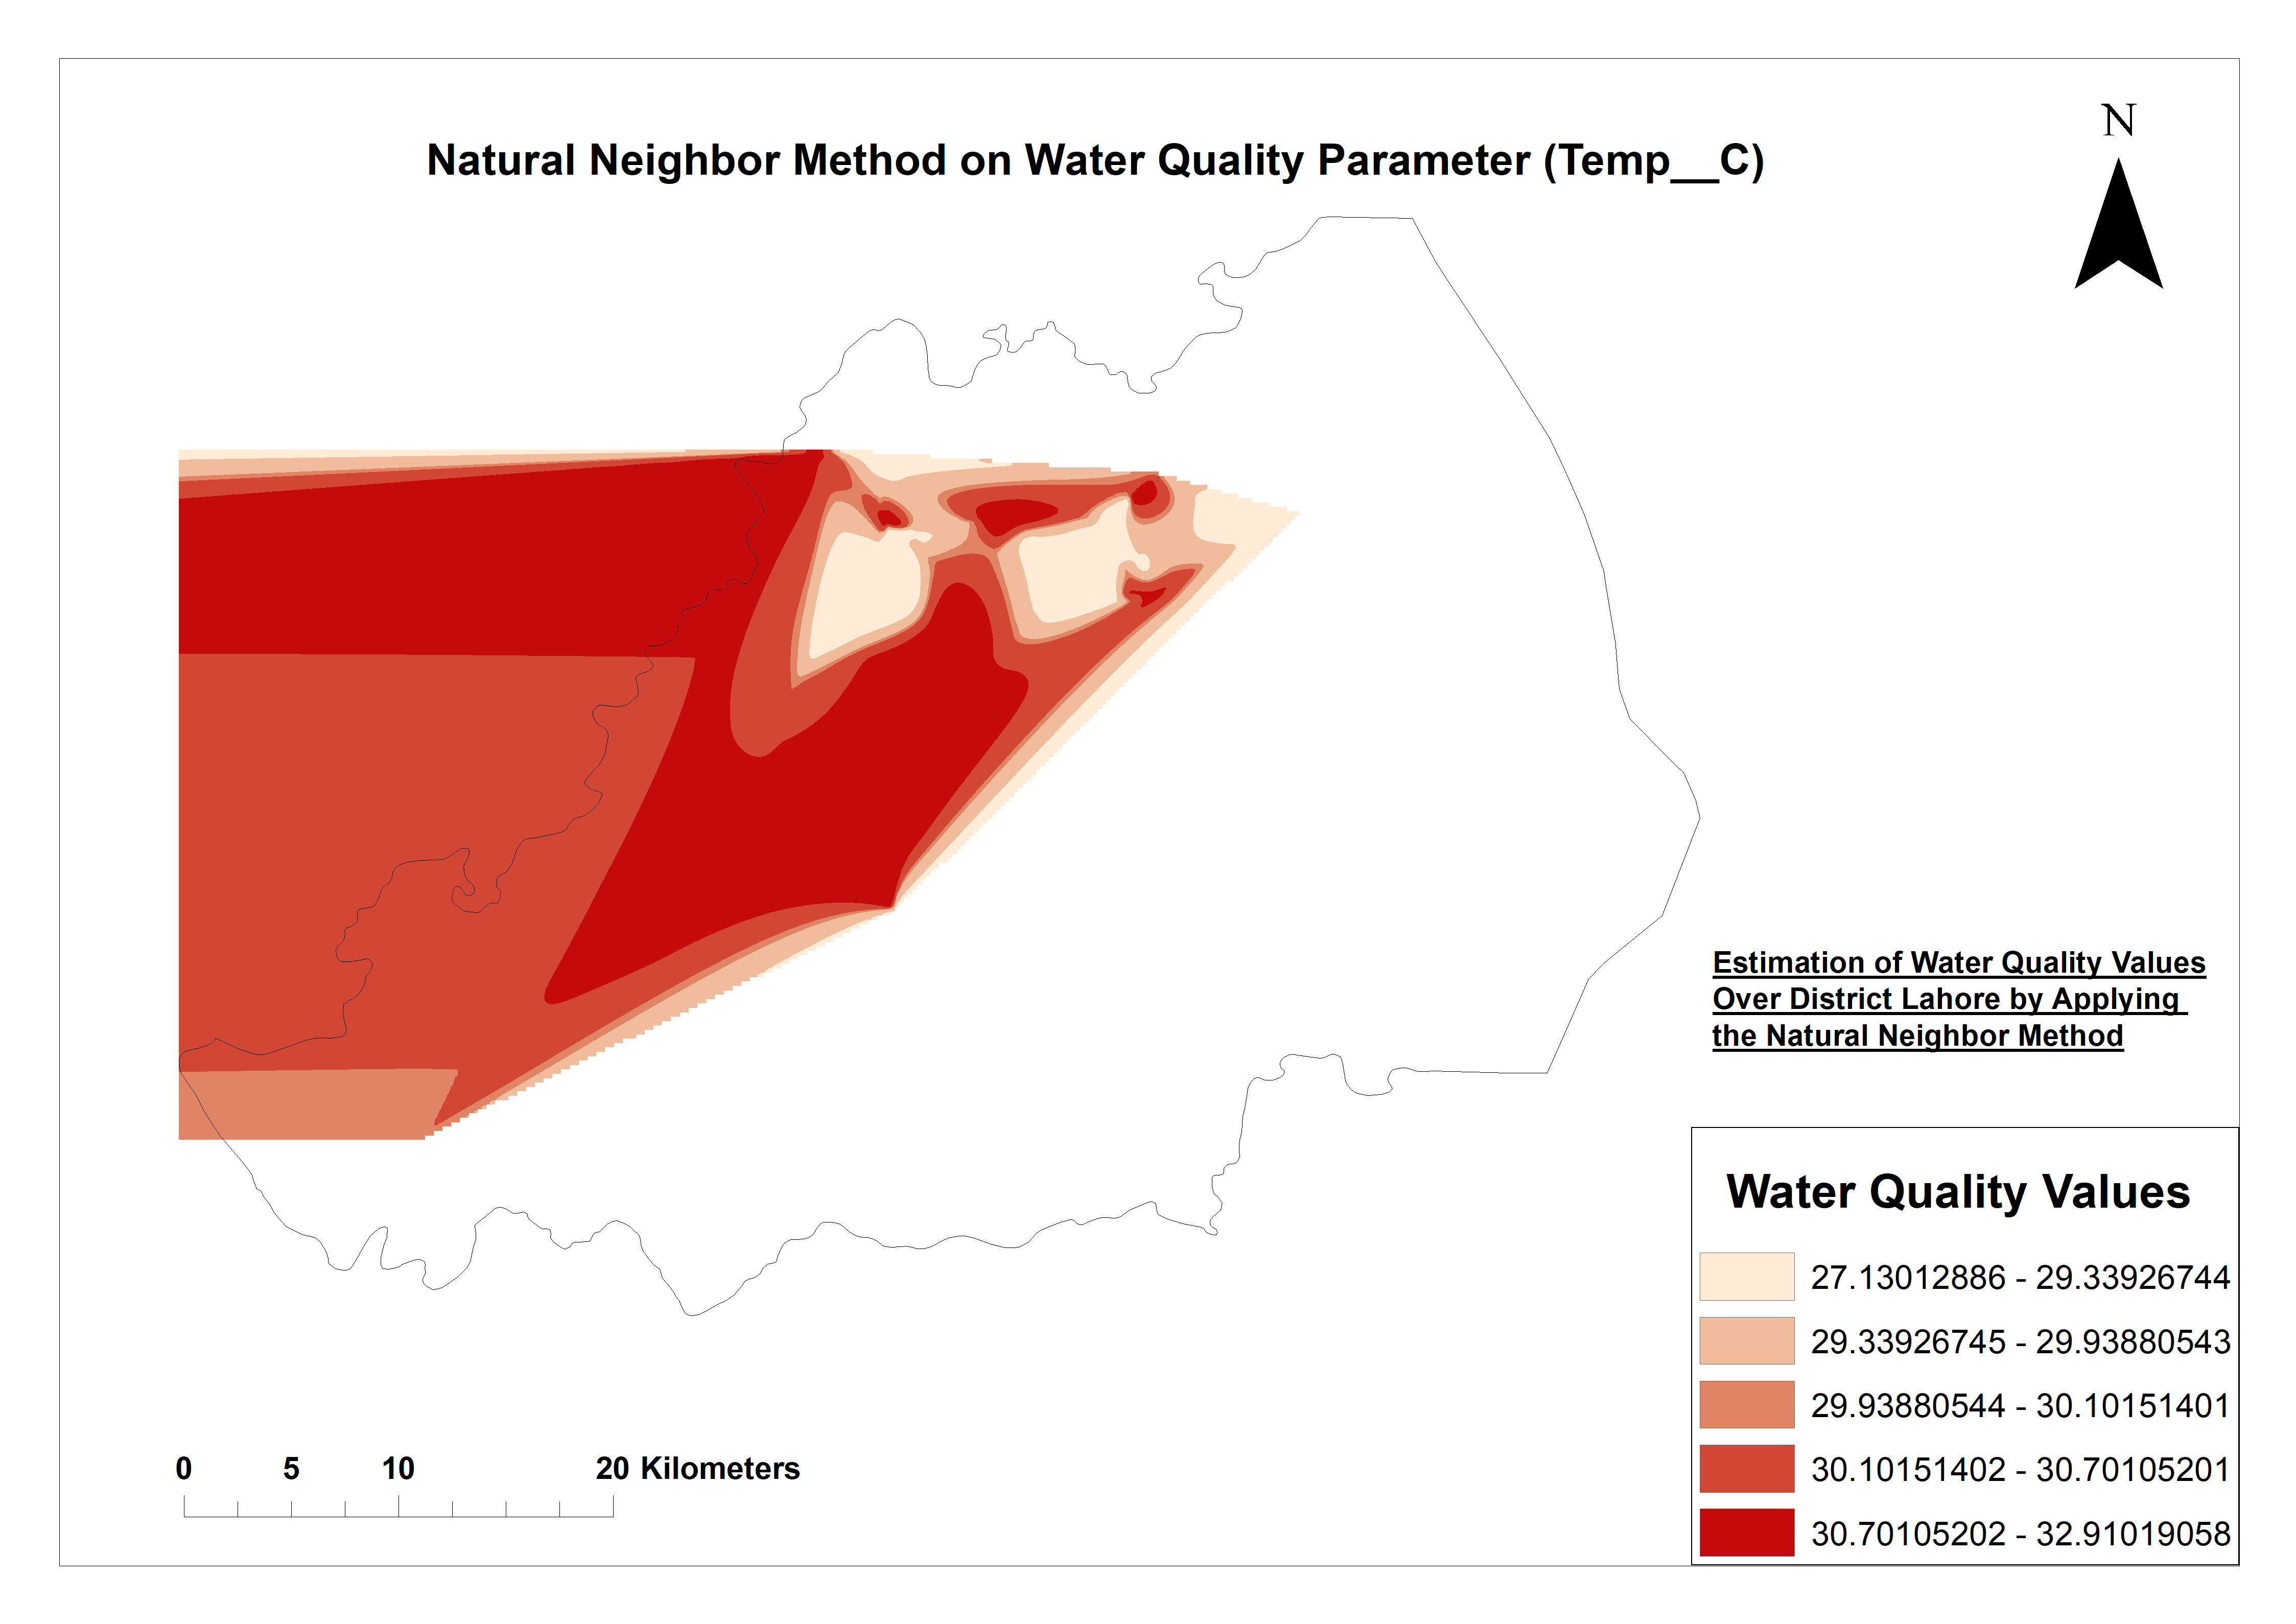 N
Natural Neighbor Method on Water Quality Parameter (Temp__C)
Estimation of Water Quality Values
Over District Lahore by Applying
the Natural Neighbor Method
Water Quality Values
27.13012886 - 29.33926744
29.33926745 - 29.93880543
29.93880544 - 30.10151401
30.10151402 - 30.70105201
30.70105202 - 32.91019058
0 5 10 20 Kilometers